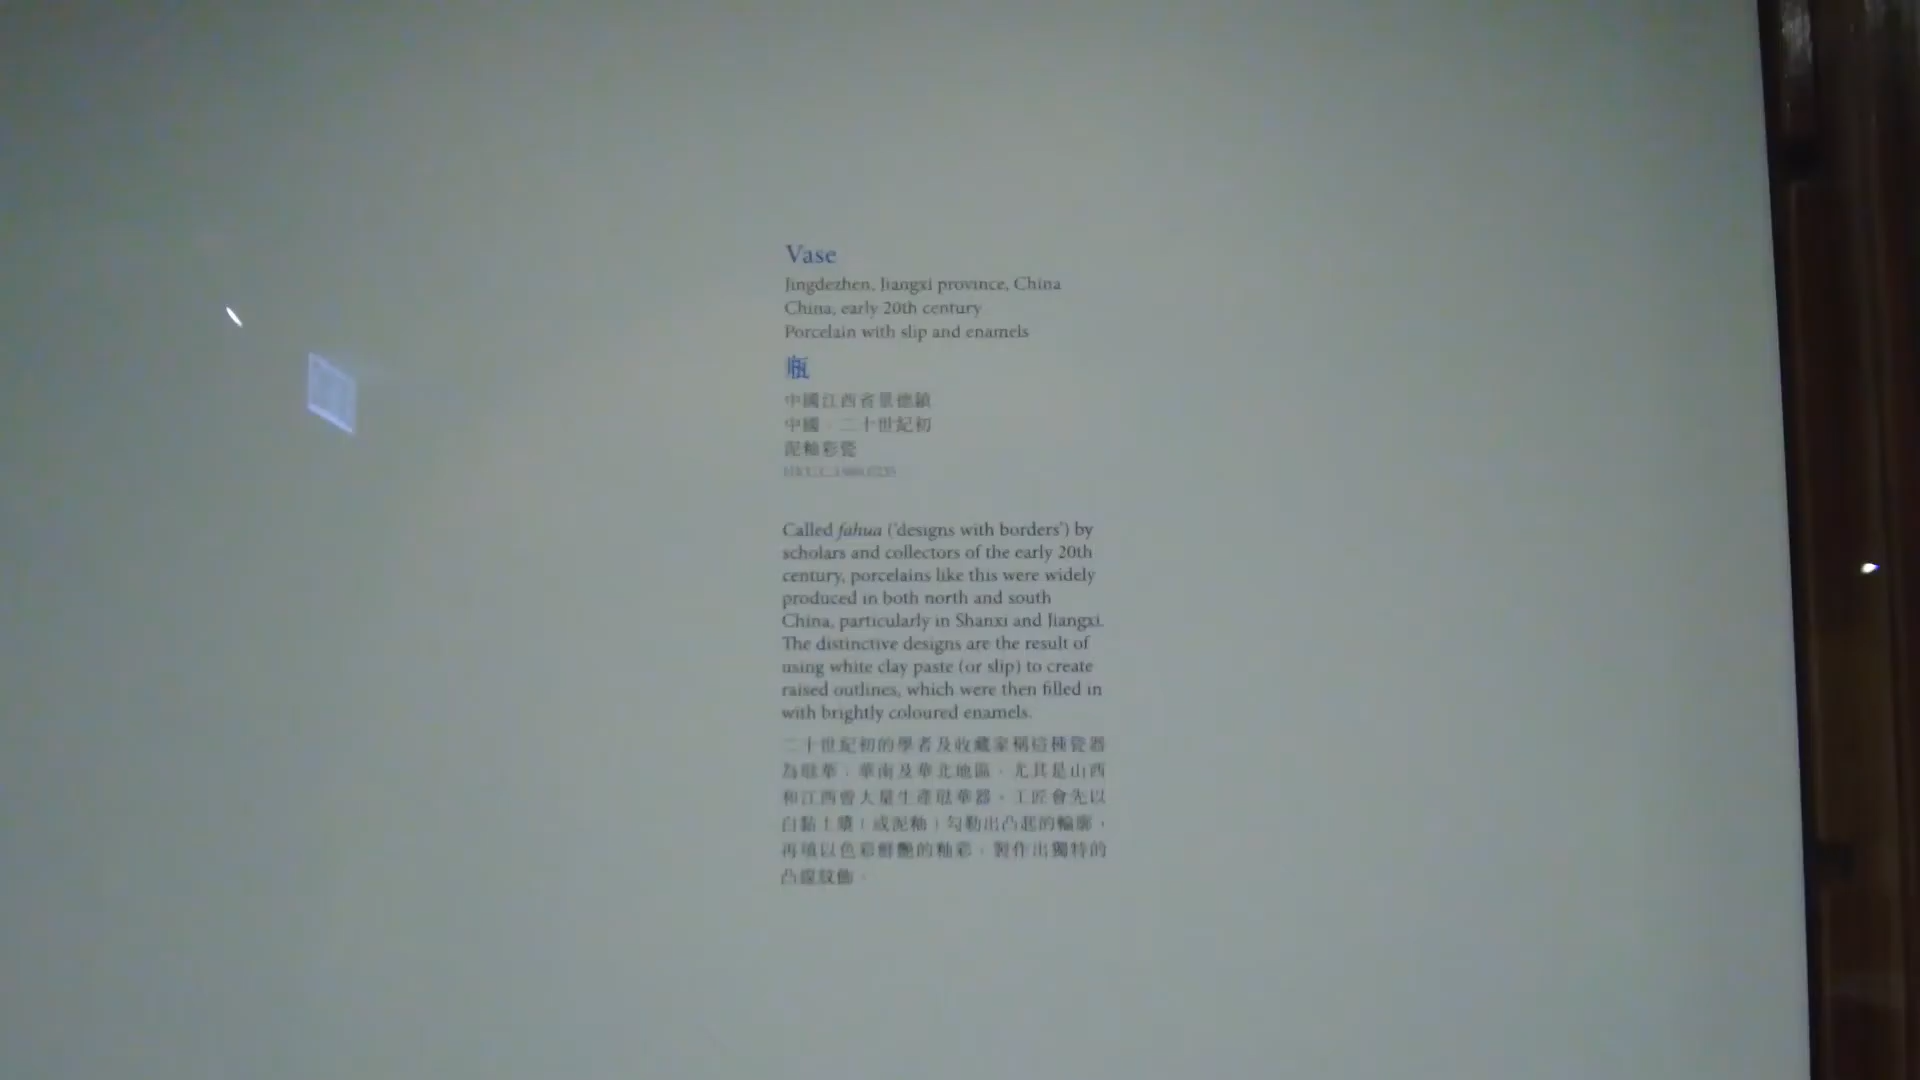 Vase
Jingdezhen, Jiangxi province, China
China, early 20th century
Porcelain with slip and enamels
瓶
中國江西省景德鎮
中國，二十世紀初
泥釉彩瓷
Called fahua ('designs with borders') by
scholars and collectors of the early 20th
century, porcelains like this were widely
produced in both north and south
China, particularly in Shanxi and Jiangxi.
The distinctive designs are the result of
using white clay paste (or slip) to create
raised outlines, which were then filled in
with brightly coloured enamels.
二十世紀初的學者及收藏家稱這種瓷器
為琺華，華南及華北地區，尤其是山西
和江西曾大量生產琺華器。工匠會先以
白黏土漿（或泥釉）勾勒出凸起的輪廓，
再填以色彩鮮艷的釉彩，製作出獨特的
凸線紋飾。